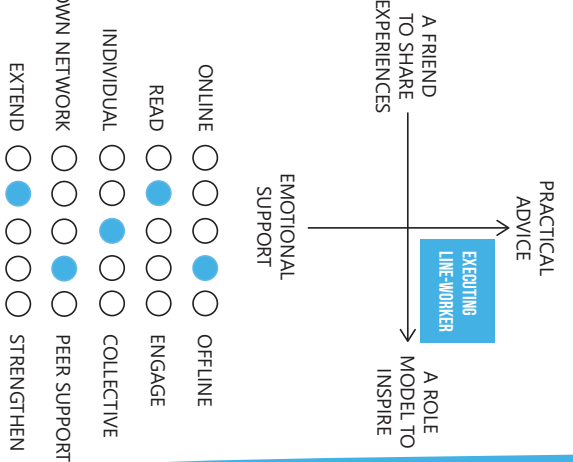 PRACTICAL
ADVICE
A FRIEND
TO SHARE
EXPERIENCES
EXECUTING
LINE-WORKER
A ROLE
MODEL TO
INSPIRE
EMOTIONAL
SUPPORT
ONLINE OFFLINE
READ ENGAGE
INDIVIDUAL COLLECTIVE
OWN NETWORK PEER SUPPORT
EXTEND STRENGTHEN